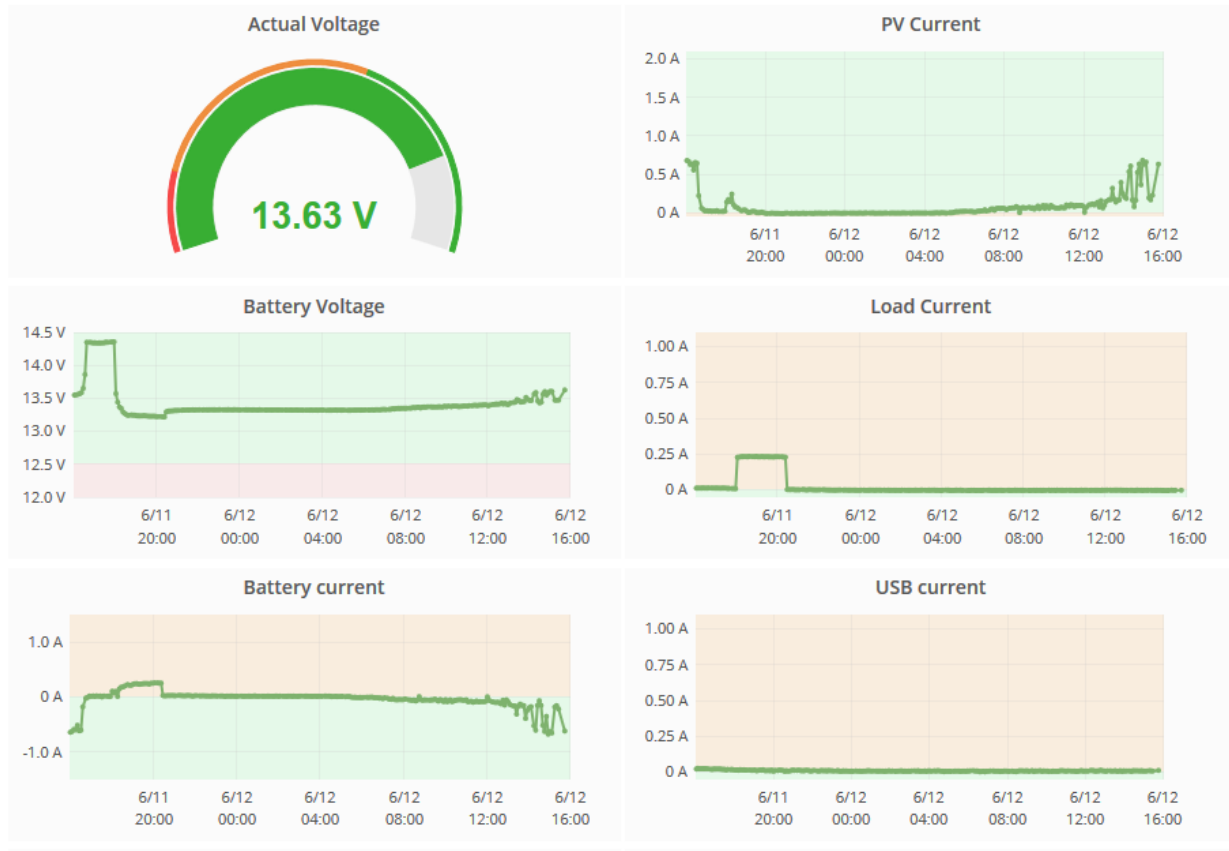 Actual Voltage
13.63 V
PV Current
2.0 A
1.5 A
1.0 A
0.5 A
0 A
6/11 6/12 6/12 6/12 6/12 6/12
20:00 00:00 04:00 08:00 12:00 16:00
Battery Voltage
14.5 V
14.0 V
13.5 V
13.0 V
12.5 V
12.0 V
6/11 6/12 6/12 6/12 6/12 6/12
20:00 00:00 04:00 08:00 12:00 16:00
Load Current
1.00 A
0.75 A
0.50 A
0.25 A
0 A
6/11 6/12 6/12 6/12 6/12 6/12
20:00 00:00 04:00 08:00 12:00 16:00
Battery current
1.0 A
0 A
-1.0 A
6/11 6/12 6/12 6/12 6/12 6/12
20:00 00:00 04:00 08:00 12:00 16:00
USB current
1.00 A
0.75 A
0.50 A
0.25 A
0 A
6/11 6/12 6/12 6/12 6/12 6/12
20:00 00:00 04:00 08:00 12:00 16:00